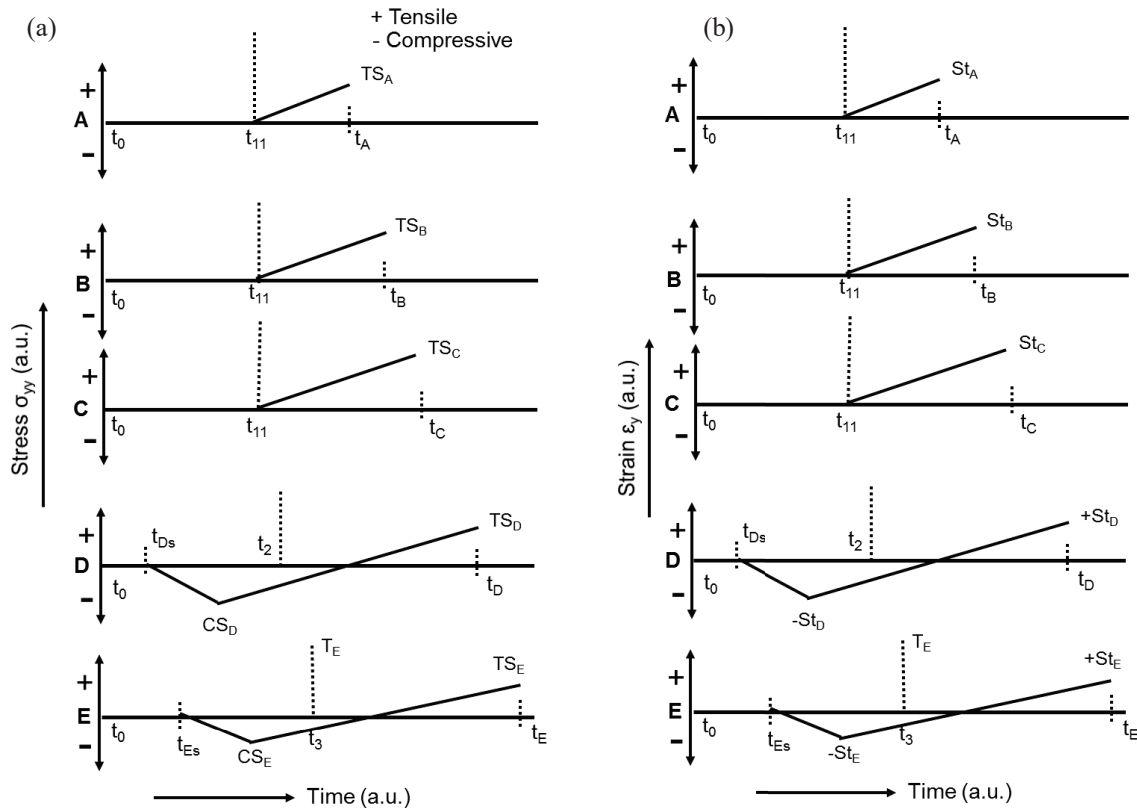 (a)
+ Tensile
- Compressive
Stress σyy (a.u.)
+
A
-
t0
t11
TSA
tA
+
B
-
t0
t11
TSB
tB
+
C
-
t0
t11
TSC
tC
+
D
-
t0
tDs
CSD
t2
TSD
tD
+
E
-
t0
tEs
CSE
TE
t3
TSE
tE
Time (a.u.)
(b)
Strain εy (a.u.)
+
A
-
t0
t11
StA
tA
+
B
-
t0
t11
StB
tB
+
C
-
t0
t11
StC
tC
+
D
-
t0
tDs
-StD
t2
+StD
tD
+
E
-
t0
tEs
-StE
TE
t3
+StE
tE
Time (a.u.)